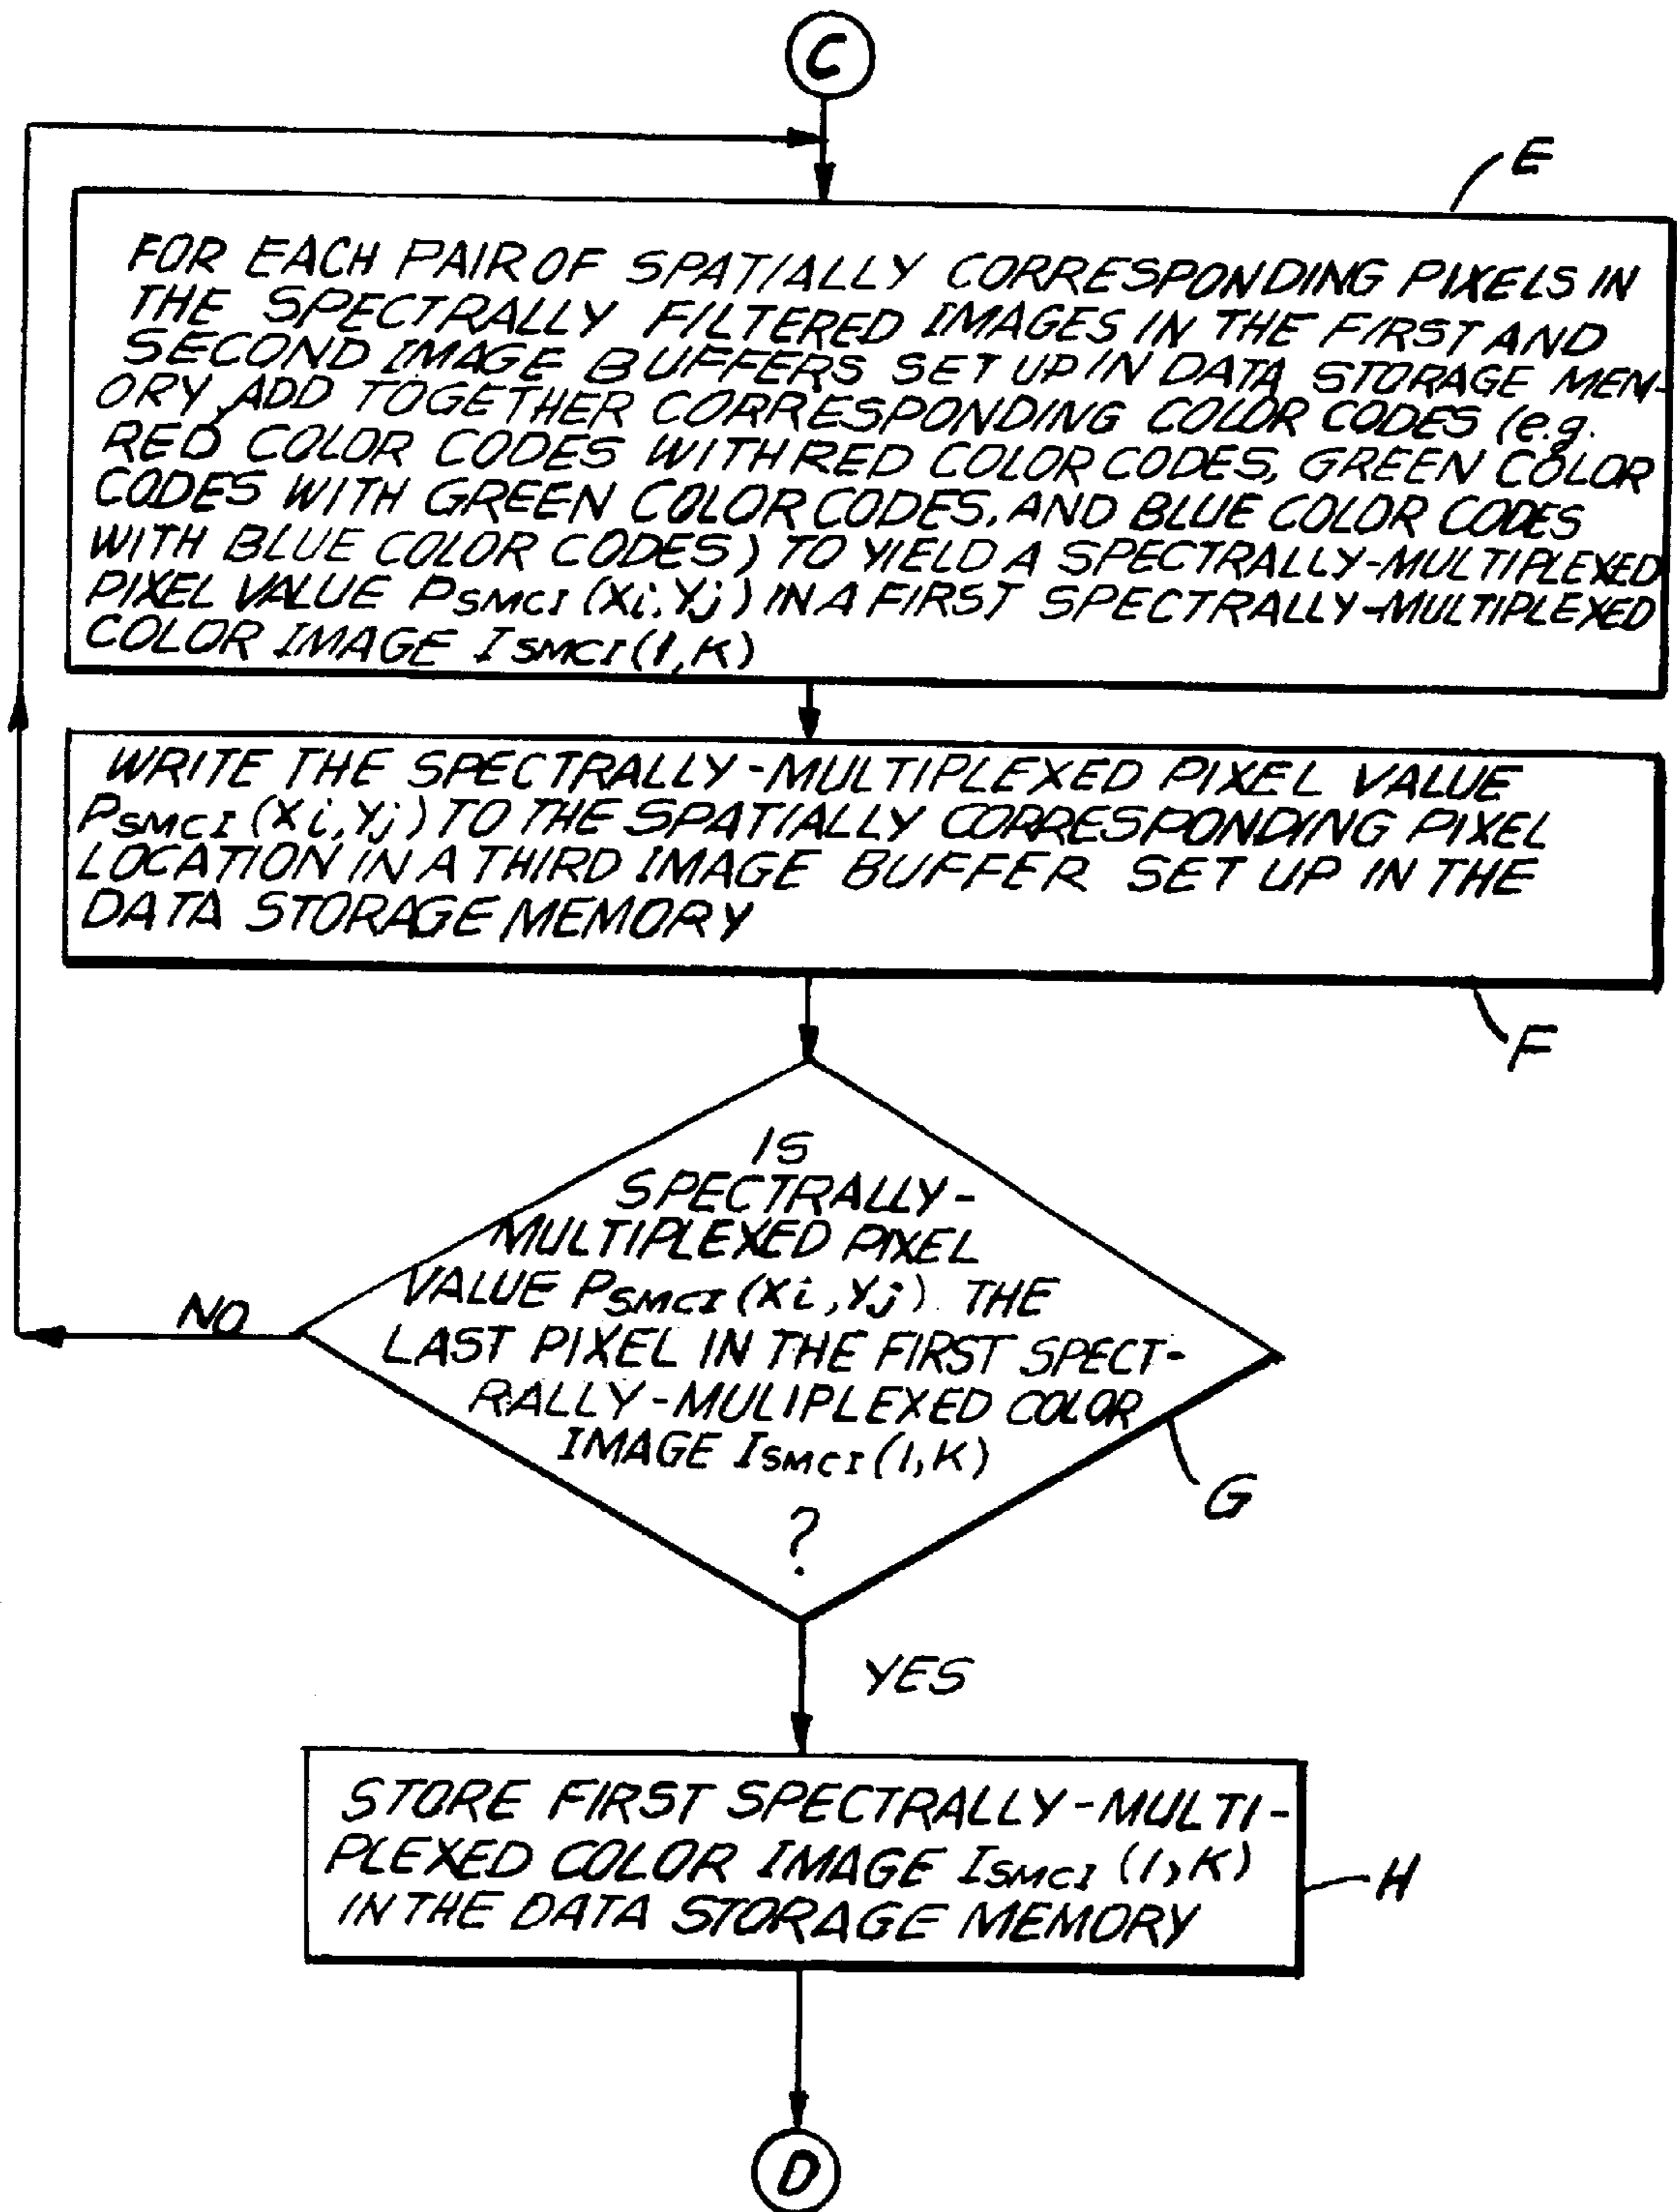 C
E
FOR EACH PAIR OF SPATIALLY CORRESPONDING PIXELS IN
THE SPECTRALLY FILTERED IMAGES IN THE FIRST AND
SECOND IMAGE BUFFERS SET UP IN DATA STORAGE MEN-
ORY, ADD TOGETHER CORRESPONDING COLOR CODES (e.g.
RED COLOR CODES WITH RED COLOR CODES, GREEN COLOR
CODES WITH GREEN COLOR CODES, AND BLUE COLOR CODES
WITH BLUE COLOR CODES) TO YIELD A SPECTRALLY-MULTIPLEXED
PIXEL VALUE PSMCI (Xi, Yj) IN A FIRST SPECTRALLY-MULTIPLEXED
COLOR IMAGE ISMCI (1,K)
WRITE THE SPECTRALLY-MULTIPLEXED PIXEL VALUE
PSMCI (Xi, Yj) TO THE SPATIALLY CORRESPONDING PIXEL
LOCATION IN A THIRD IMAGE BUFFER SET UP IN THE
DATA STORAGE MEMORY
F
IS
SPECTRALLY-
MULTIPLEXED PIXEL
VALUE PSMCI (Xi, Yj) THE
LAST PIXEL IN THE FIRST SPECT-
RALLY-MULIPLEXED COLOR
IMAGE ISMCI (1,K)
?
NO
G
YES
STORE FIRST SPECTRALLY-MULTI-
PLEXED COLOR IMAGE ISMCI (1,K)
IN THE DATA STORAGE MEMORY
H
D